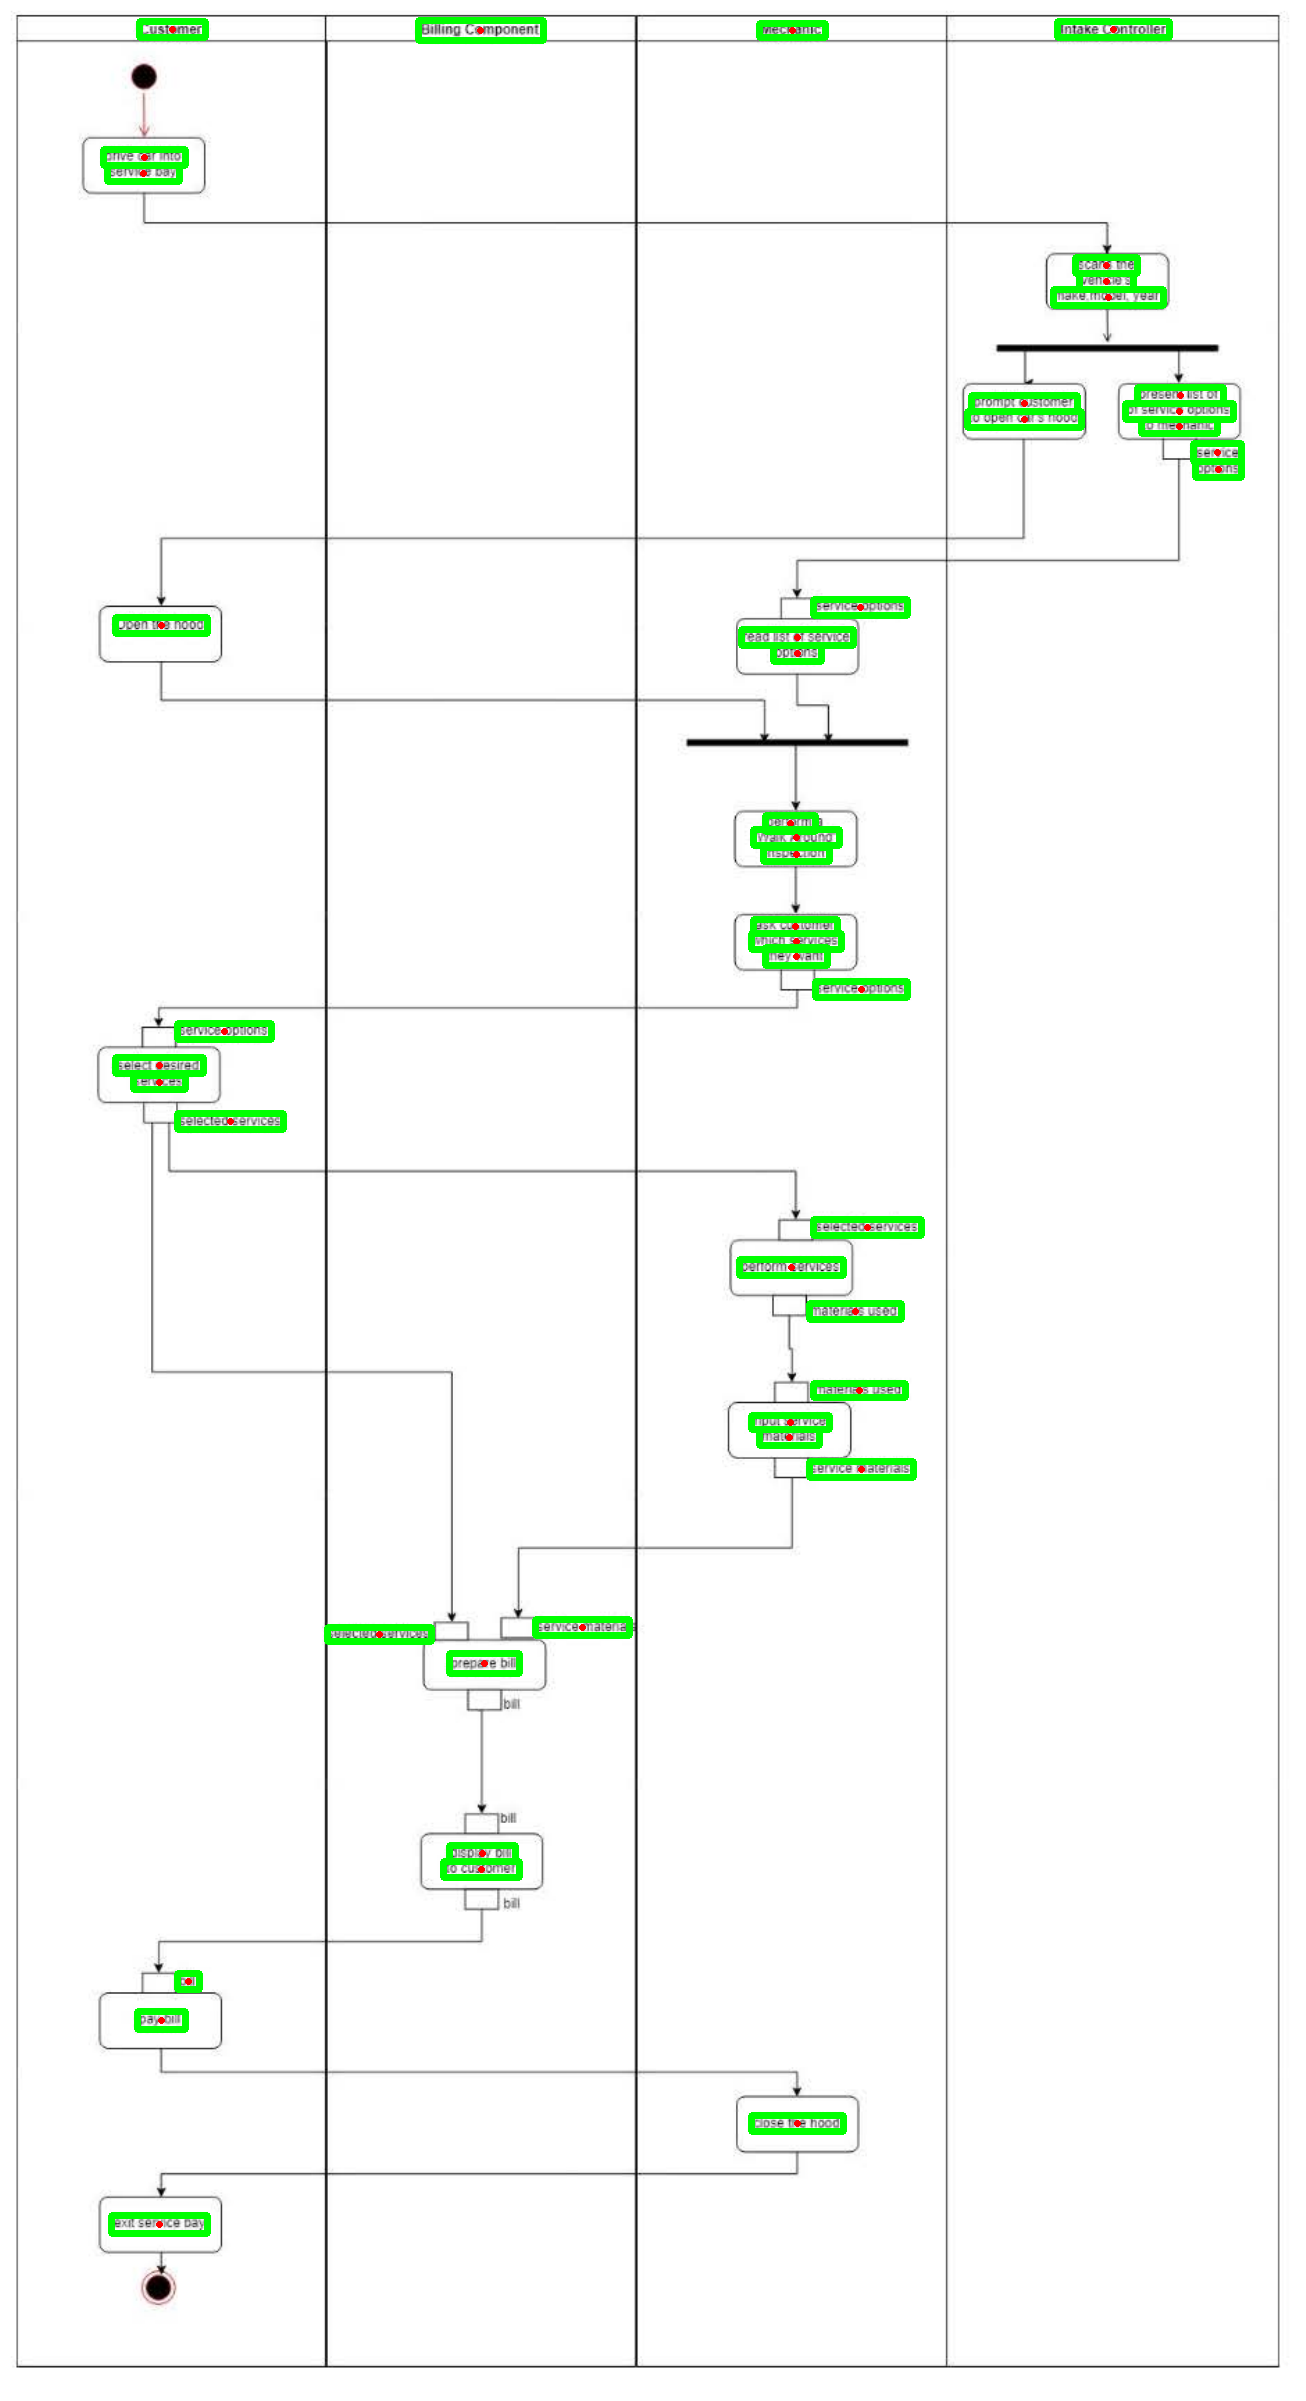 Customer
Billing Component
Mechanic
Intake Controller
drive car into
service bay
scans the
vehicle's
make, model, year
prompt customer
to open car's hood
present list of
of service options
to mechanic
service
options
Open the hood
service options
read list of service
options
perform a
Walk Around
inspection
ask customer
which services
they want
service options
service options
select desired
services
selected services
selected services
perform services
materials used
materials used
input service
materials
service materials
selected services
service materials
prepare bill
bill
bill
display bill
to customer
bill
bill
pay bill
close the hood
exit service bay